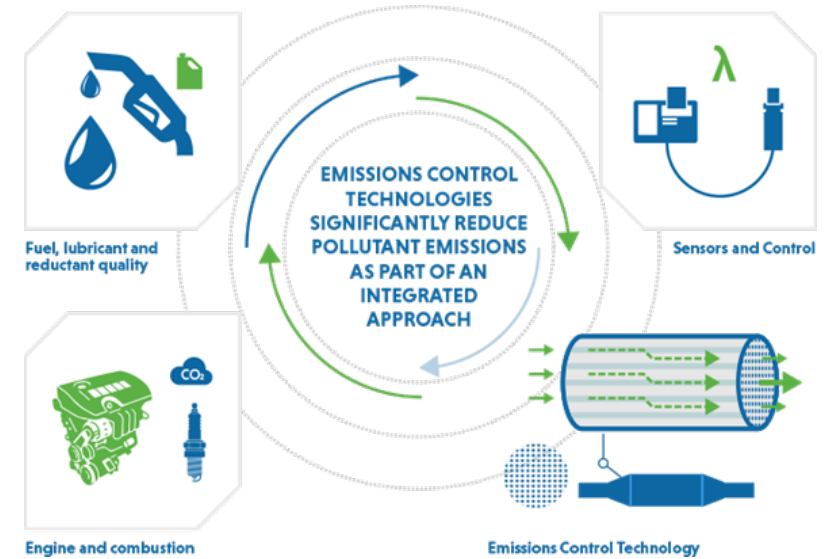 λ
EMISSIONS CONTROL
TECHNOLOGIES
SIGNIFICANTLY REDUCE
POLLUTANT EMISSIONS
AS PART OF AN
INTEGRATED
APPROACH
Fuel, lubricant and
reductant quality
Sensors and Control
CO₂
Engine and combustion
Emissions Control Technology